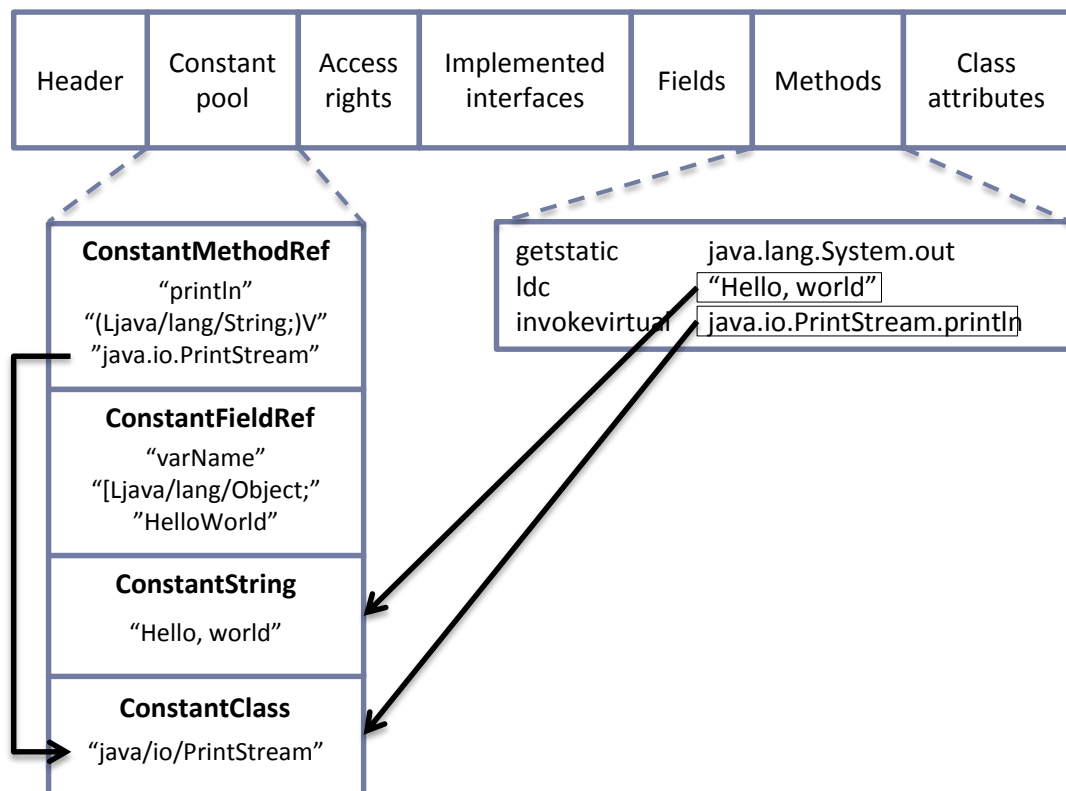 Header
Constant
pool
Access
rights
Implemented
interfaces
Fields
Methods
Class
attributes
ConstantMethodRef
“println”
“(Ljava/lang/String;)V”
”java.io.PrintStream”
ConstantFieldRef
“varName”
“[Ljava/lang/Object;”
”HelloWorld”
ConstantString
“Hello, world”
ConstantClass
“java/io/PrintStream”
getstatic java.lang.System.out
ldc “Hello, world”
invokevirtual java.io.PrintStream.println